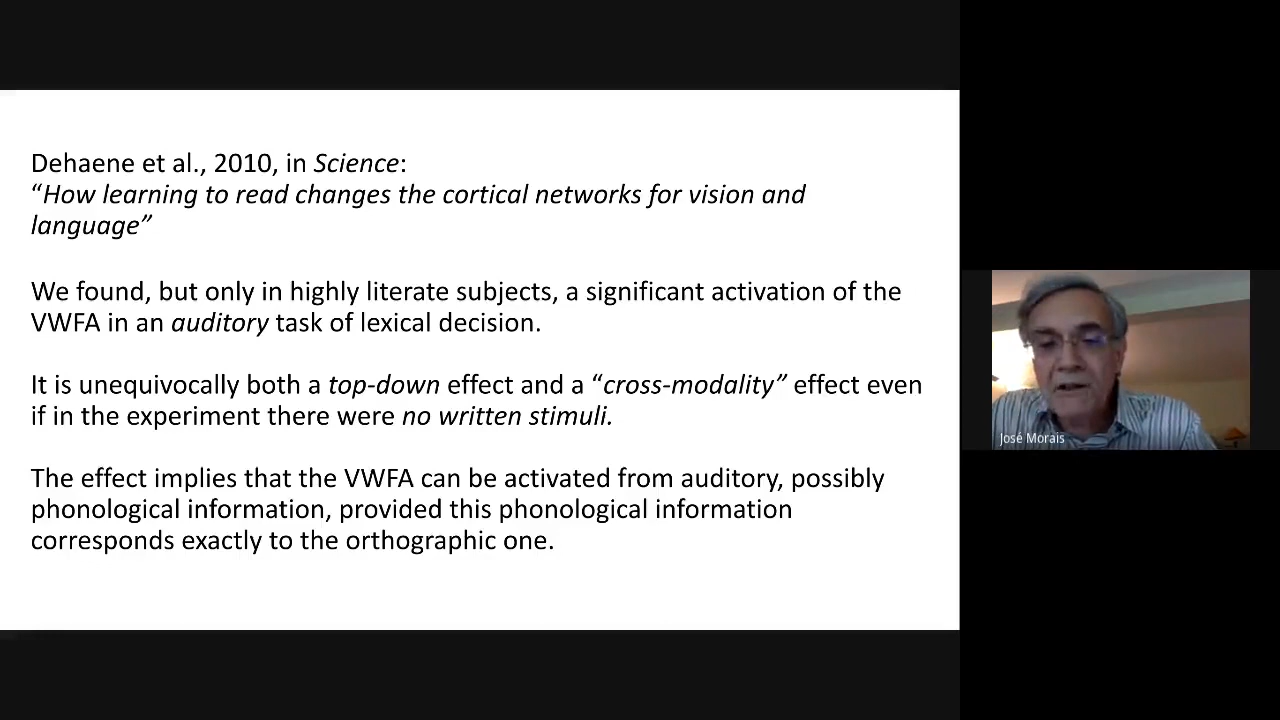 Dehaene et al., 2010, in Science:
“How learning to read changes the cortical networks for vision and
language”
We found, but only in highly literate subjects, a significant activation of the
VWFA in an auditory task of lexical decision.
It is unequivocally both a top-down effect and a “cross-modality” effect even
if in the experiment there were no written stimuli.
The effect implies that the VWFA can be activated from auditory, possibly
phonological information, provided this phonological information
corresponds exactly to the orthographic one.
José Morais